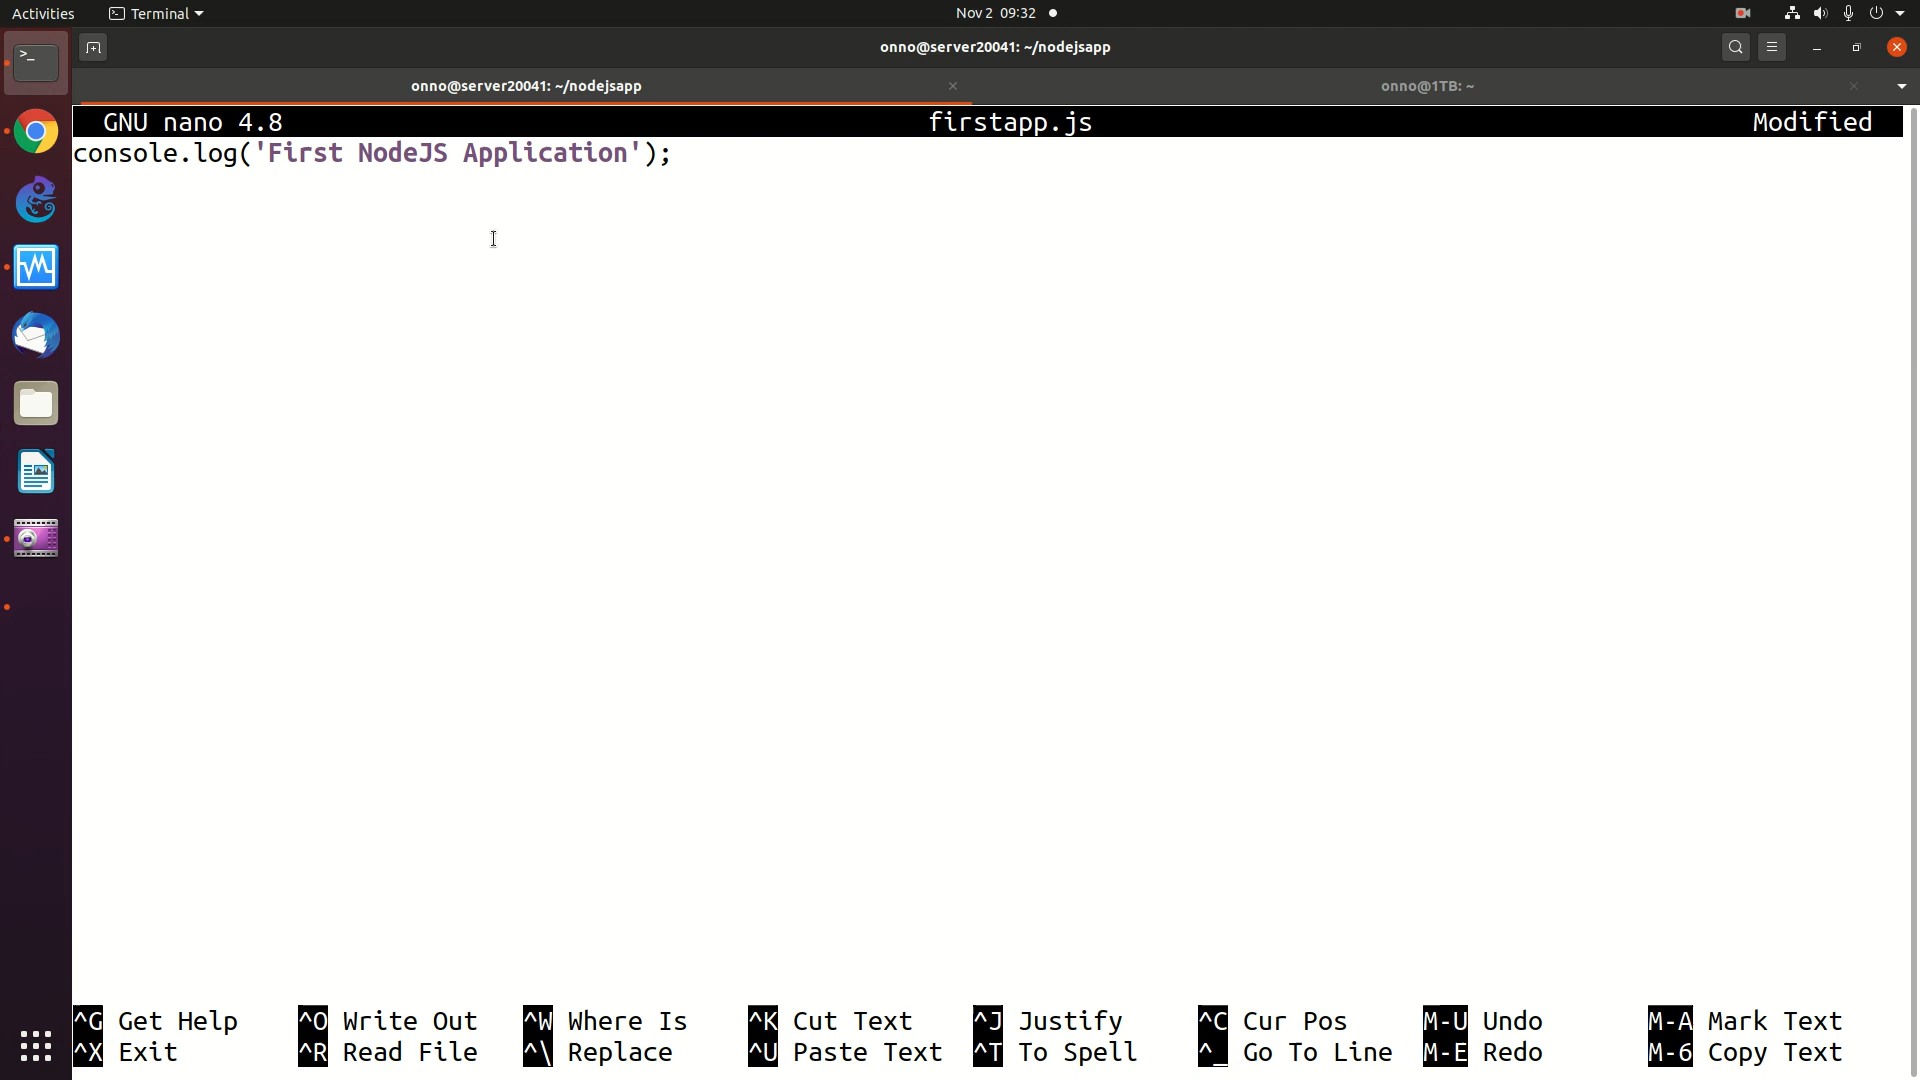 Activities Terminal Nov 2 09:32
onno@server20041: ~/nodejsapp
onno@server20041: ~/nodejsapp onno@1TB: ~
GNU nano 4.8 firstapp.js Modified
console.log('First NodeJS Application');
^G Get Help ^O Write Out ^W Where Is ^K Cut Text ^J Justify ^C Cur Pos M-U Undo M-A Mark Text
^X Exit ^R Read File ^\ Replace ^U Paste Text ^T To Spell ^_ Go To Line M-E Redo M-6 Copy Text